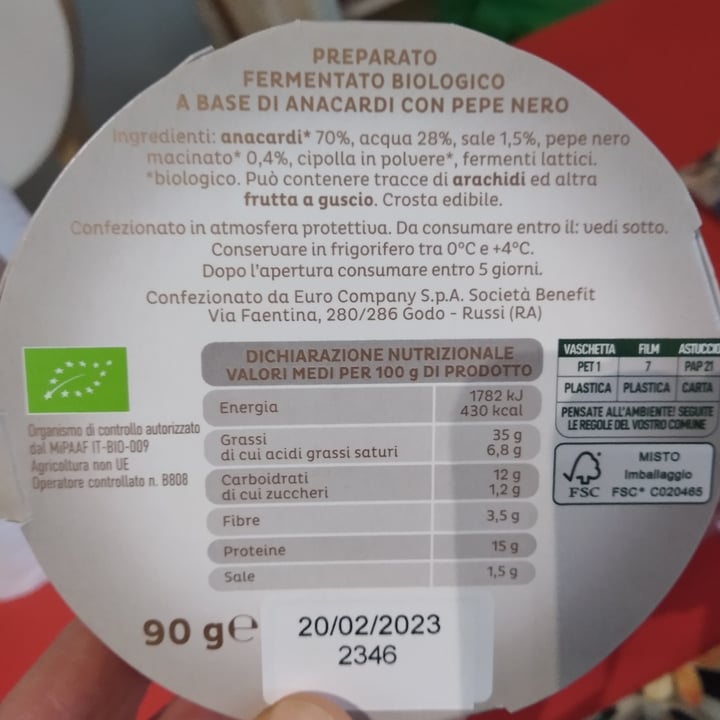 PREPARATO
FERMENTATO BIOLOGICO
A BASE DI ANACARDI CON PEPE NERO
Ingredienti: anacardi* 70%, acqua 28%, sale 1,5%, pepe nero
macinato* 0,4%, cipolla in polvere*, fermenti lattici.
*biologico. Può contenere tracce di arachidi ed altra
frutta a guscio. Crosta edibile.
Confezionato in atmosfera protettiva. Da consumare entro il: vedi sotto.
Conservare in frigorifero tra 0°C e +4°C.
Dopo l'apertura consumare entro 5 giorni.
Confezionato da Euro Company S.p.A. Società Benefit
Via Faentina, 280/286 Godo - Russi (RA)
Organismo di controllo autorizzato
dal MiPAAF IT-BIO-009
Agricoltura non UE
Operatore controllato n. B808
DICHIARAZIONE NUTRIZIONALE
VALORI MEDI PER 100 g DI PRODOTTO
Energia 1782 kJ
430 kcal
Grassi 35 g
di cui acidi grassi saturi 6,8 g
Carboidrati 12 g
di cui zuccheri 1,2 g
Fibre 3,5 g
Proteine 15 g
Sale 1,5 g
VASCHETTA FILM ASTUCCIO
PET 1 7 PAP 21
PLASTICA PLASTICA CARTA
PENSATE ALL'AMBIENTE! SEGUITE
LE REGOLE DEL VOSTRO COMUNE
MISTO
Imballaggio
FSC FSC® C020465
90 g e
20/02/2023
2346